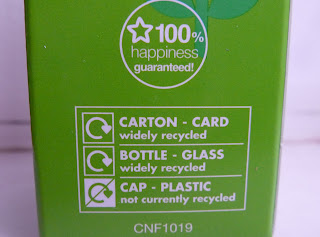 100%
happiness
guaranteed!
CARTON - CARD
widely recycled
BOTTLE - GLASS
widely recycled
CAP - PLASTIC
not currently recycled
CNF1019